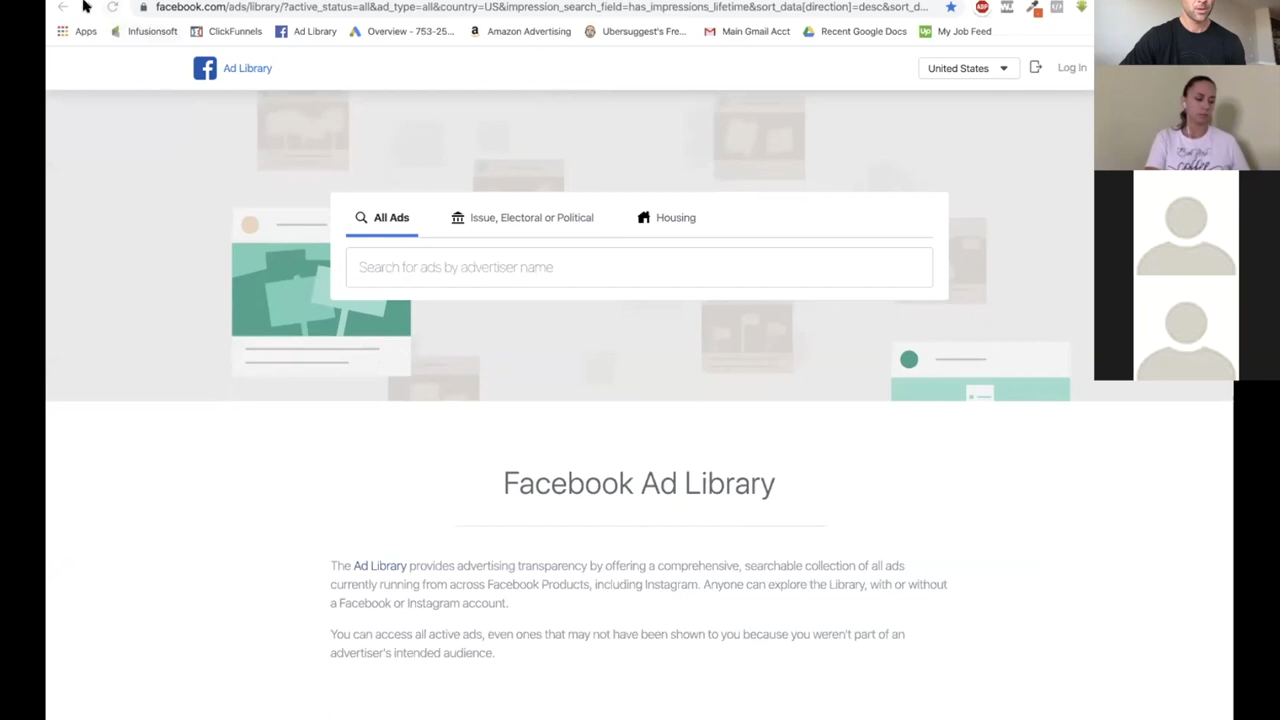 facebook.com/ads/library/?active_status=all&ad_type=all&country=US&impression_search_field=has_impressions_lifetime&sort_data[direction]=desc&sort_d...
ABP
Apps Infusionsoft ClickFunnels Ad Library Overview - 753-25... Amazon Advertising Ubersuggest's Fre... Main Gmail Acct Recent Google Docs Up My Job Feed
Ad Library United States Log In
All Ads Issue, Electoral or Political Housing
Search for ads by advertiser name
Facebook Ad Library
The Ad Library provides advertising transparency by offering a comprehensive, searchable collection of all ads
currently running from across Facebook Products, including Instagram. Anyone can explore the Library, with or without
a Facebook or Instagram account.
You can access all active ads, even ones that may not have been shown to you because you weren't part of an
advertiser's intended audience.